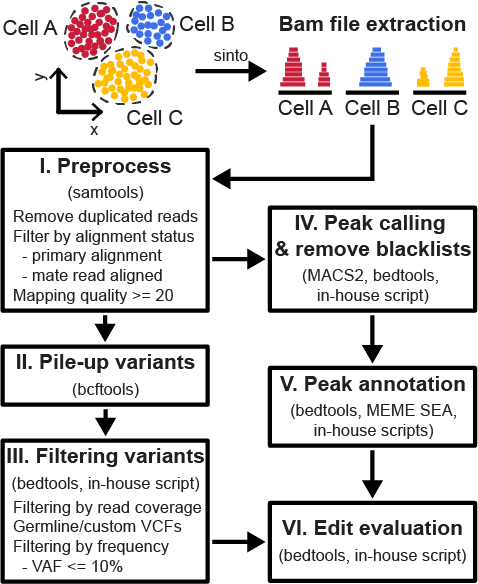 Cell A
Cell B
Cell C
y
x
sinto
Bam file extraction
Cell A
Cell B
Cell C
I. Preprocess
(samtools)
Remove duplicated reads
Filter by alignment status
- primary alignment
- mate read aligned
Mapping quality >= 20
II. Pile-up variants
(bcftools)
III. Filtering variants
(bedtools, in-house script)
Filtering by read coverage
Germline/custom VCFs
Filtering by frequency
- VAF <= 10%
IV. Peak calling
& remove blacklists
(MACS2, bedtools,
in-house script)
V. Peak annotation
(bedtools, MEME SEA,
in-house scripts)
VI. Edit evaluation
(bedtools, in-house script)